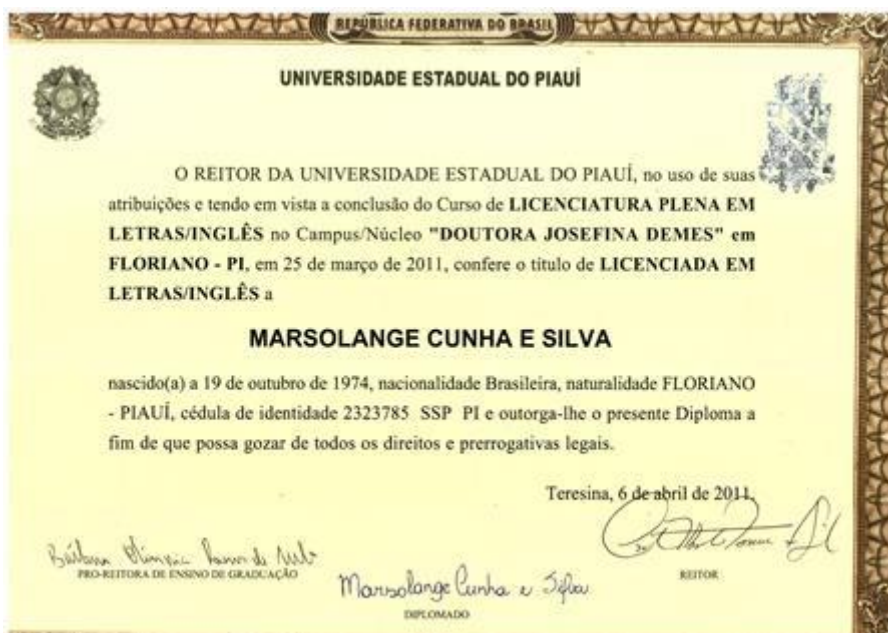 REPÚBLICA FEDERATIVA DO BRASIL
UNIVERSIDADE ESTADUAL DO PIAUÍ
O REITOR DA UNIVERSIDADE ESTADUAL DO PIAUÍ, no uso de suas
atribuições e tendo em vista a conclusão do Curso de LICENCIATURA PLENA EM
LETRAS/INGLÊS no Campus/Núcleo "DOUTORA JOSEFINA DEMES" em
FLORIANO - PI, em 25 de março de 2011, confere o titulo de LICENCIADA EM
LETRAS/INGLÊS a
MARSOLANGE CUNHA E SILVA
nascido(a) a 19 de outubro de 1974, nacionalidade Brasileira, naturalidade FLORIANO
- PIAUÍ, cédula de identidade 2323785 SSP PI e outorga-lhe o presente Diploma a
fim de que possa gozar de todos os direitos e prerrogativas legais.
Teresina, 6 de abril de 2011.
PRO-REITORA DE ENSINO DE GRADUAÇÃO
REITOR
Marsolange Cunha e Silva
DIPLOMADO